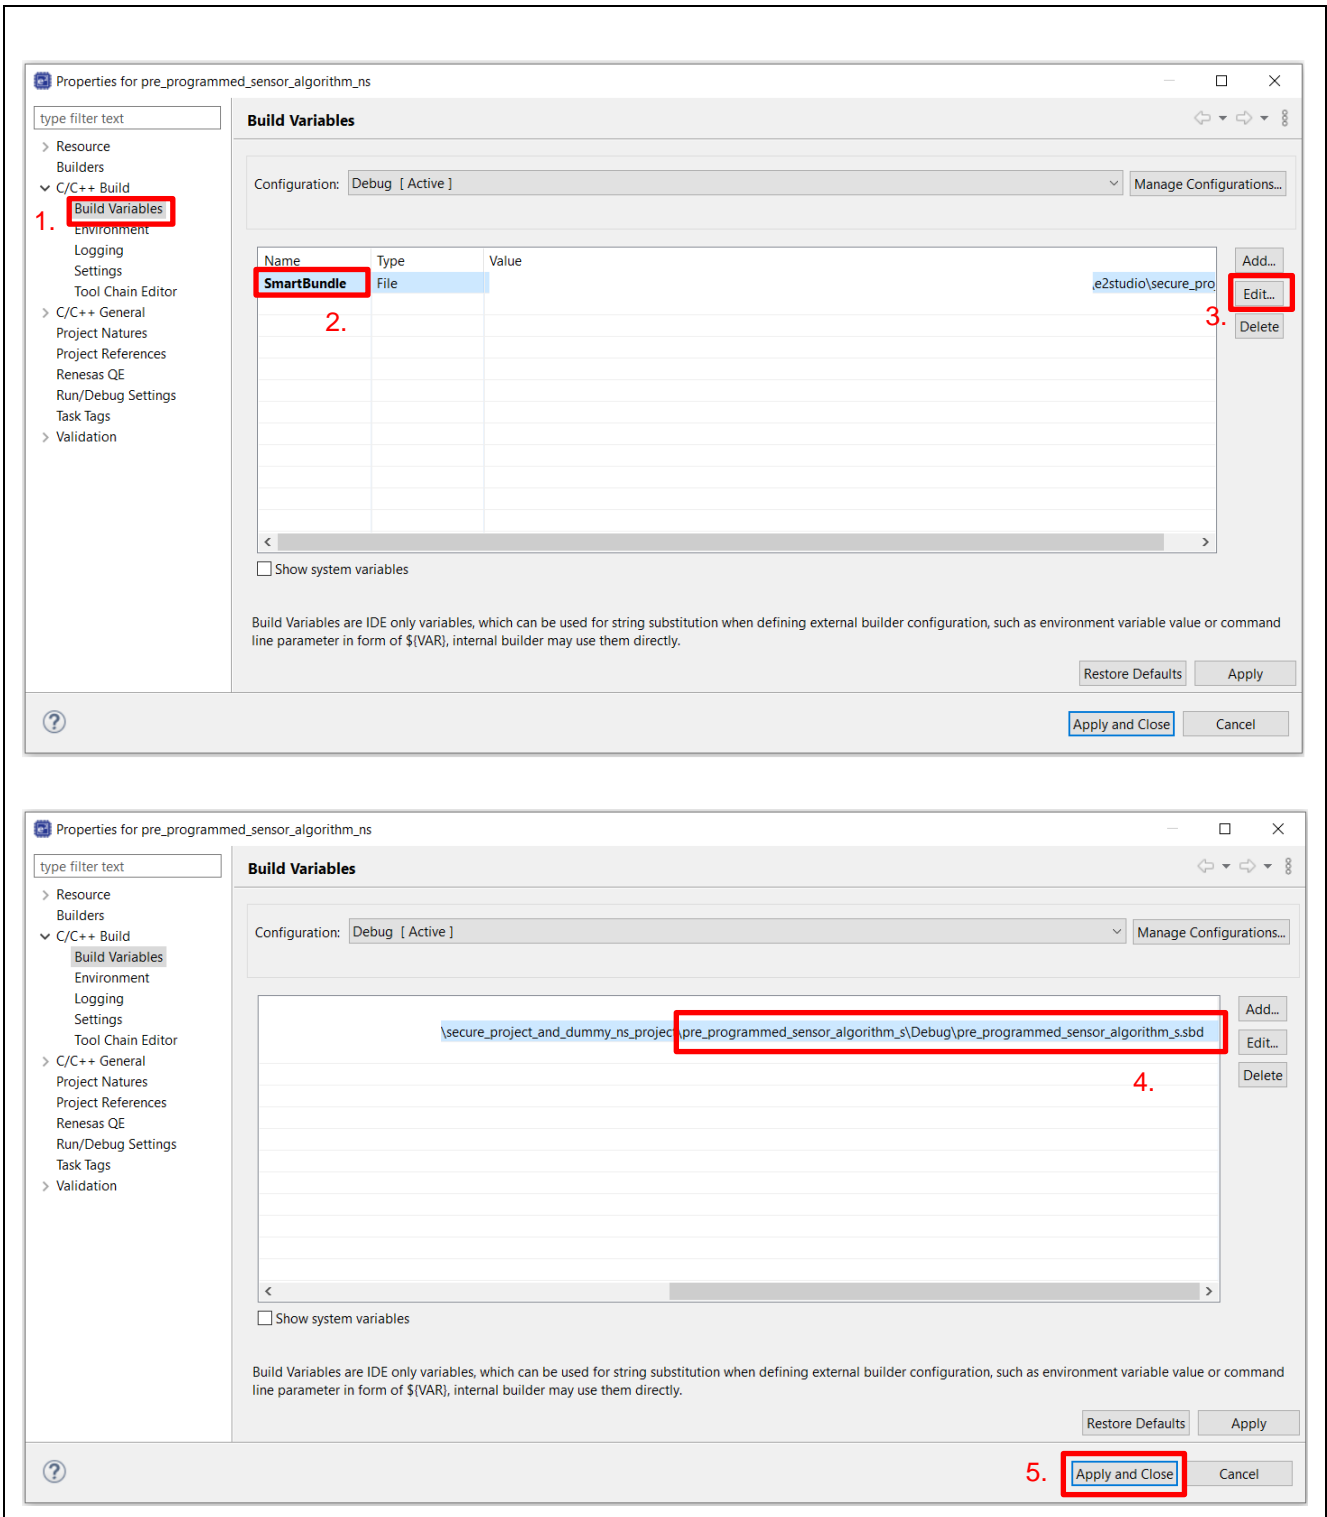 Properties for pre_programmed_sensor_algorithm_ns
type filter text
Build Variables
Resource
Builders
C/C++ Build
Configuration: Debug [ Active ]
Manage Configurations...
1.
Build Variables
Environment
Logging
Settings
Tool Chain Editor
C/C++ General
Project Natures
Project References
Renesas QE
Run/Debug Settings
Task Tags
Validation
Name Type Value
SmartBundle File \e2studio\secure_proj
2.
Add...
Edit...
3.
Delete
Show system variables
Build Variables are IDE only variables, which can be used for string substitution when defining external builder configuration, such as environment variable value or command
line parameter in form of ${VAR}, internal builder may use them directly.
Restore Defaults Apply
Apply and Close Cancel
Properties for pre_programmed_sensor_algorithm_ns
type filter text
Build Variables
Resource
Builders
C/C++ Build
Configuration: Debug [ Active ]
Manage Configurations...
Build Variables
Environment
Logging
Settings
Tool Chain Editor
C/C++ General
Project Natures
Project References
Renesas QE
Run/Debug Settings
Task Tags
Validation
\secure_project_and_dummy_ns_project\pre_programmed_sensor_algorithm_s\Debug\pre_programmed_sensor_algorithm_s.sbd
4.
Add...
Edit...
Delete
Show system variables
Build Variables are IDE only variables, which can be used for string substitution when defining external builder configuration, such as environment variable value or command
line parameter in form of ${VAR}, internal builder may use them directly.
Restore Defaults Apply
5.
Apply and Close Cancel